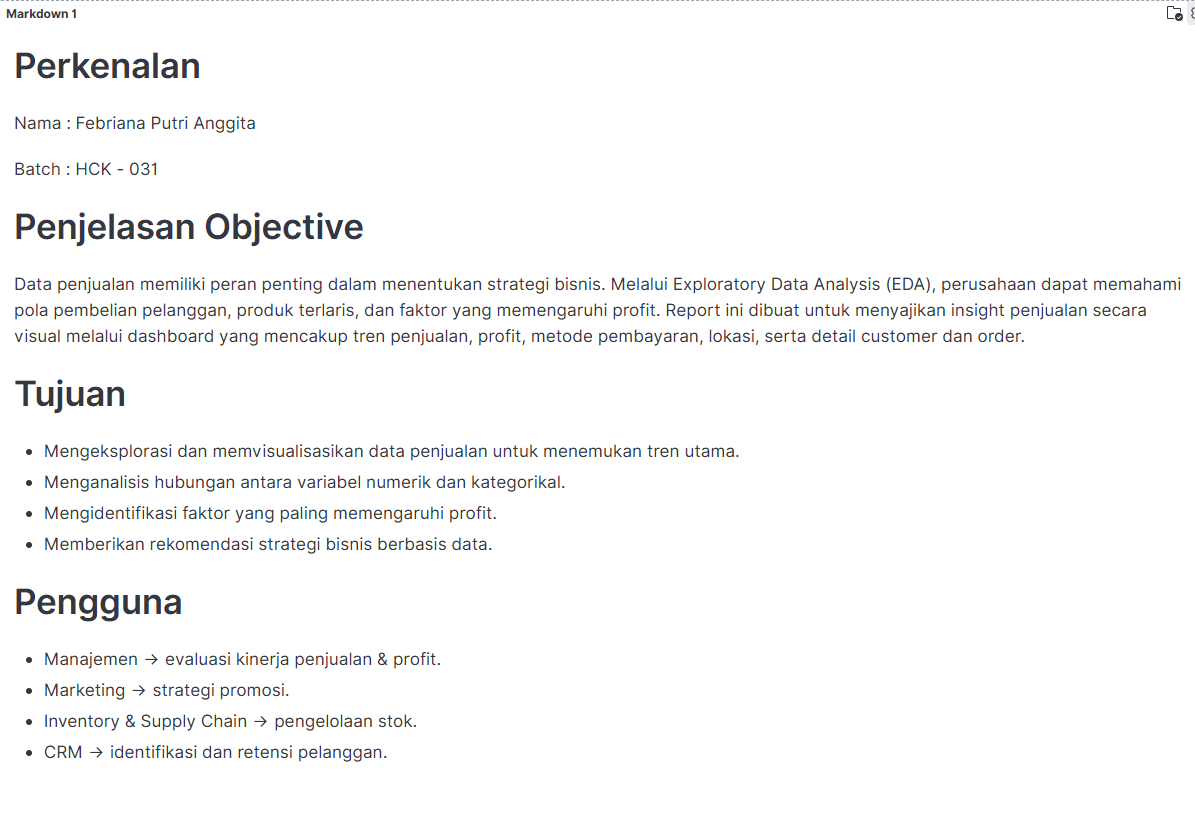 Markdown 1
Perkenalan
Nama : Febriana Putri Anggita
Batch : HCK - 031
Penjelasan Objective
Data penjualan memiliki peran penting dalam menentukan strategi bisnis. Melalui Exploratory Data Analysis (EDA), perusahaan dapat memahami
pola pembelian pelanggan, produk terlaris, dan faktor yang memengaruhi profit. Report ini dibuat untuk menyajikan insight penjualan secara
visual melalui dashboard yang mencakup tren penjualan, profit, metode pembayaran, lokasi, serta detail customer dan order.
Tujuan
• Mengeksplorasi dan memvisualisasikan data penjualan untuk menemukan tren utama.
• Menganalisis hubungan antara variabel numerik dan kategorikal.
• Mengidentifikasi faktor yang paling memengaruhi profit.
• Memberikan rekomendasi strategi bisnis berbasis data.
Pengguna
• Manajemen → evaluasi kinerja penjualan & profit.
• Marketing → strategi promosi.
• Inventory & Supply Chain → pengelolaan stok.
• CRM → identifikasi dan retensi pelanggan.